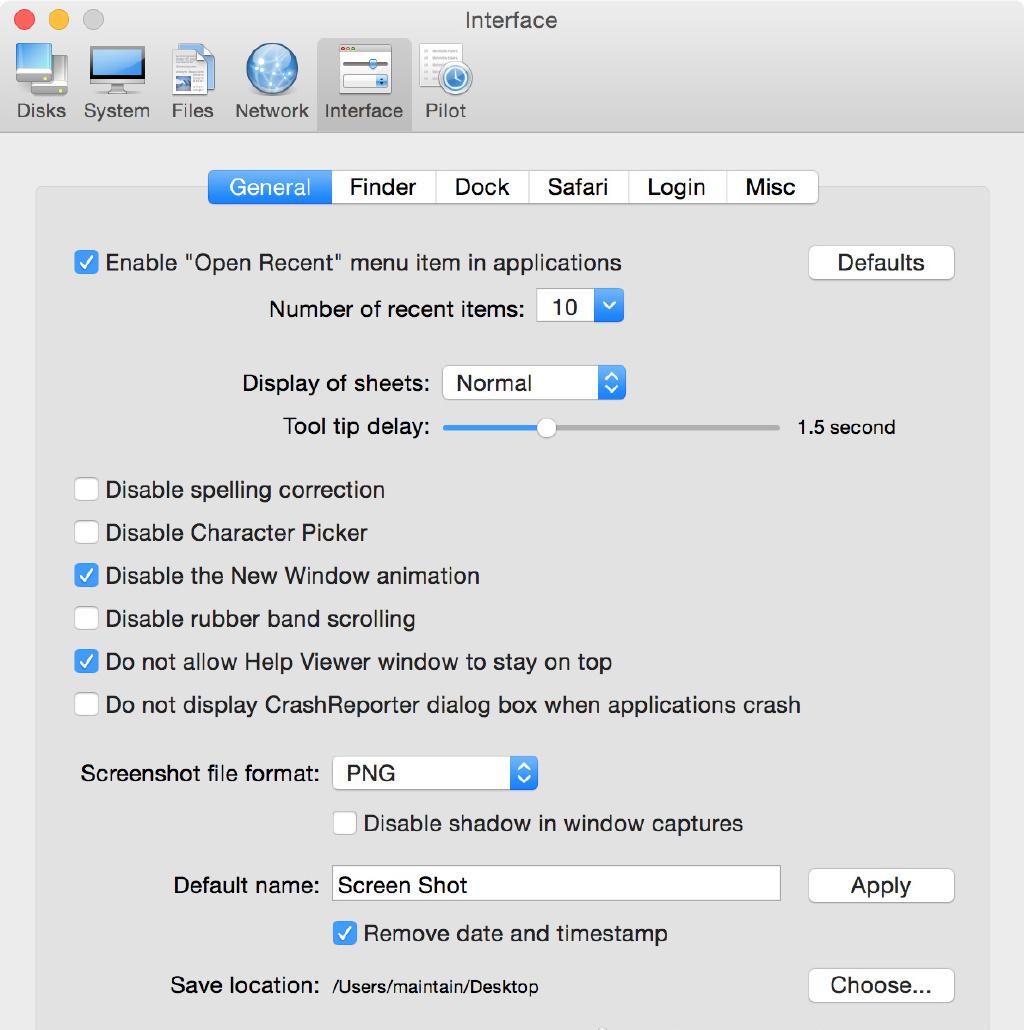 Interface
Disks System Files Network Interface Pilot
General Finder Dock Safari Login Misc
Enable "Open Recent" menu item in applications Defaults
Number of recent items: 10
Display of sheets: Normal
Tool tip delay: 1.5 second
Disable spelling correction
Disable Character Picker
Disable the New Window animation
Disable rubber band scrolling
Do not allow Help Viewer window to stay on top
Do not display CrashReporter dialog box when applications crash
Screenshot file format: PNG
Disable shadow in window captures
Default name: Screen Shot Apply
Remove date and timestamp
Save location: /Users/maintain/Desktop Choose...